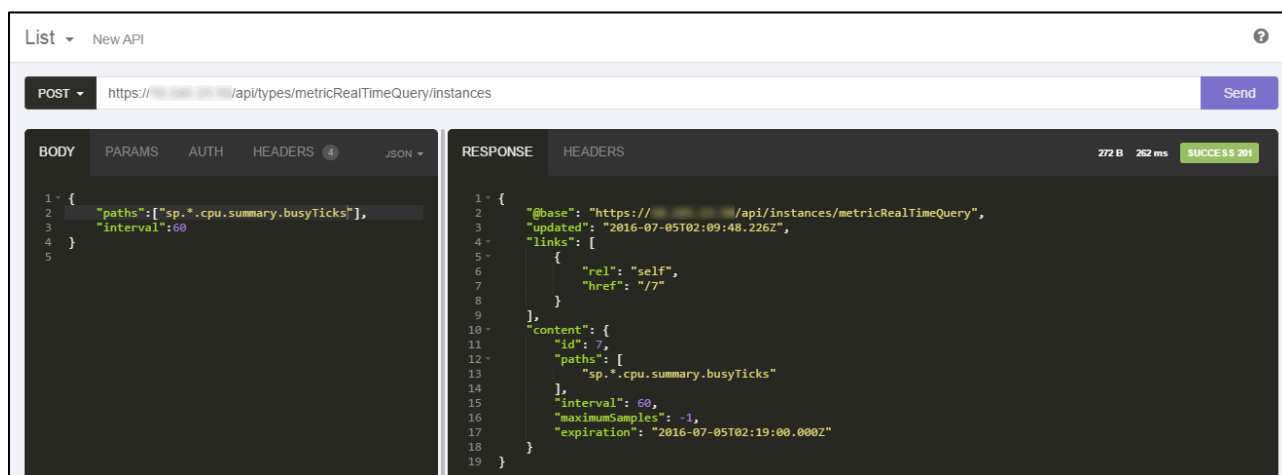 List New API
POST https:// /api/types/metricRealTimeQuery/instances Send
BODY PARAMS AUTH HEADERS 4 JSON
1 {
2 "paths":["sp.*.cpu.summary.busyTicks"],
3 "interval":60
4 }
5
RESPONSE HEADERS 272 B 262 ms SUCCESS 201
1 {
2 "@base": "https:// /api/instances/metricRealTimeQuery",
3 "updated": "2016-07-05T02:09:48.226Z",
4 "links": [
5 {
6 "rel": "self",
7 "href": "/7"
8 }
9 ],
10 "content": {
11 "id": 7,
12 "paths": [
13 "sp.*.cpu.summary.busyTicks"
14 ],
15 "interval": 60,
16 "maximumSamples": -1,
17 "expiration": "2016-07-05T02:19:00.000Z"
18 }
19 }